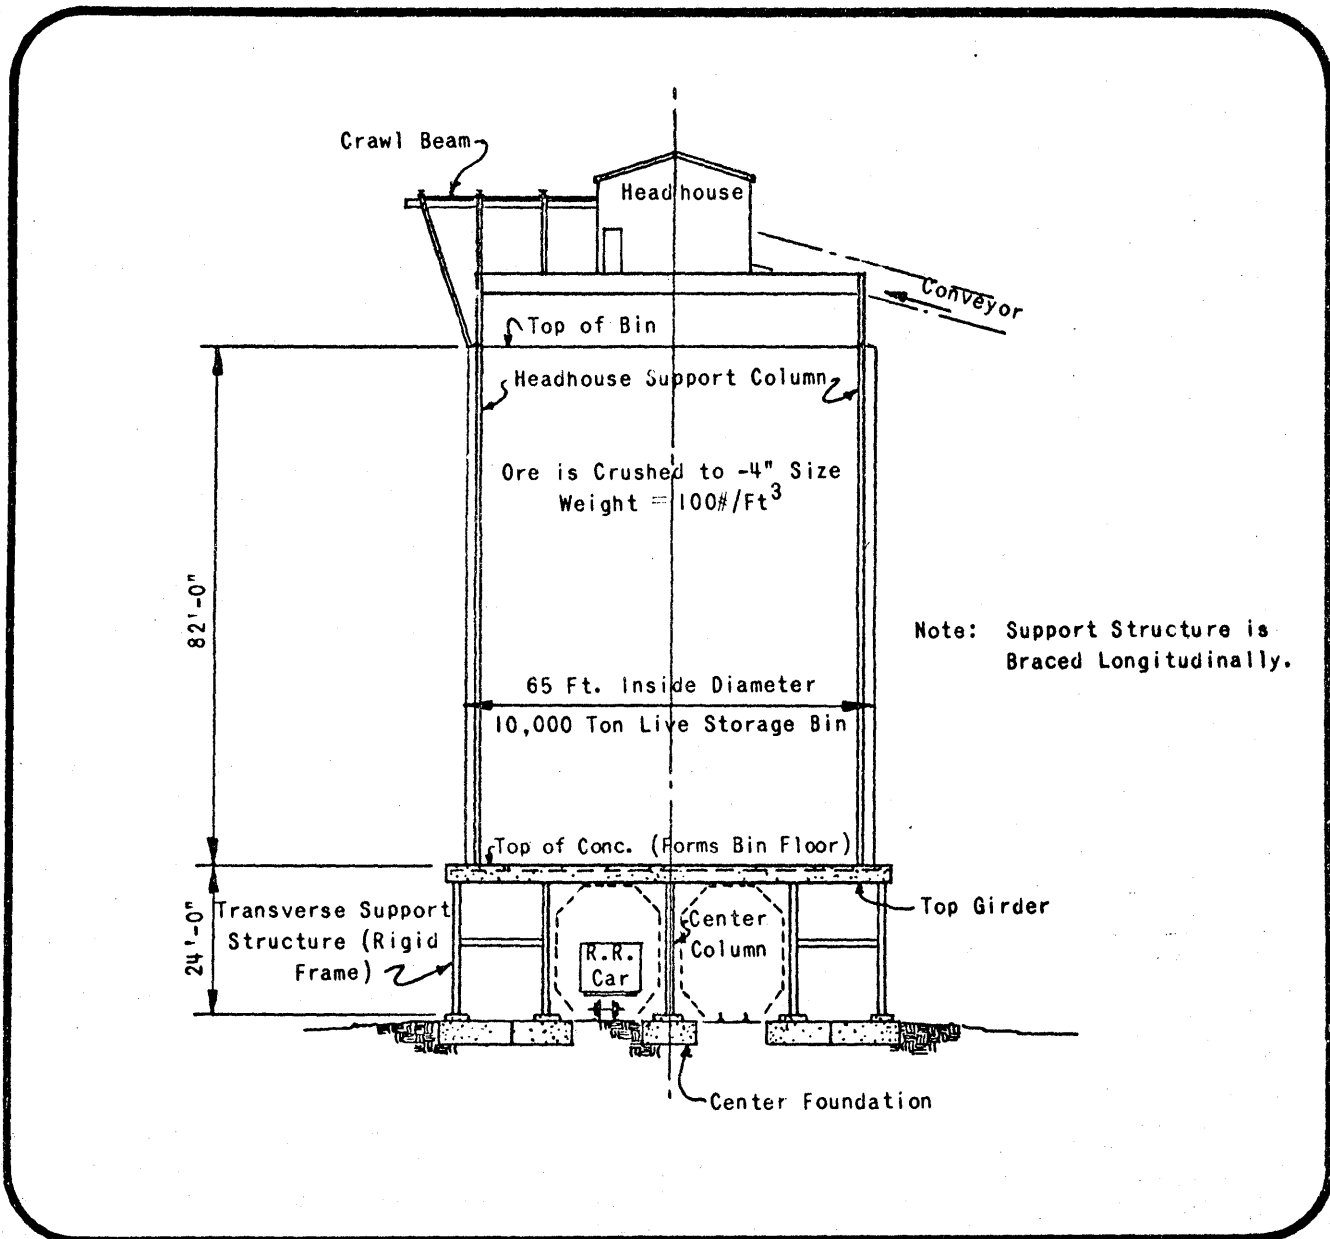 Crawl Beam
Headhouse
Conveyor
Top of Bin
Headhouse Support Column
Ore is Crushed to -4" Size
Weight = 100#/Ft³
82'-0"
Note: Support Structure is
Braced Longitudinally.
65 Ft. Inside Diameter
10,000 Ton Live Storage Bin
Top of Conc. (Forms Bin Floor)
24'-0"
Transverse Support
Structure (Rigid
Frame)
Top Girder
Center
Column
R.R.
Car
Center Foundation